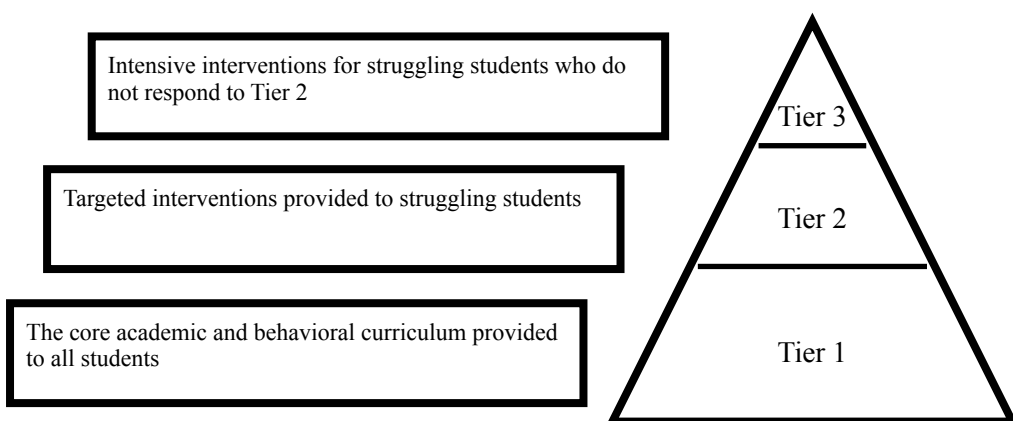 Intensive interventions for struggling students who do
not respond to Tier 2
Tier 3
Targeted interventions provided to struggling students
Tier 2
The core academic and behavioral curriculum provided
to all students
Tier 1